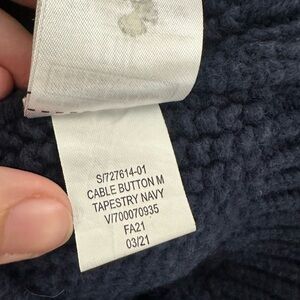 S/727614-01
CABLE BUTTON M
TAPESTRY NAVY
V/700070935
FA21
03/21